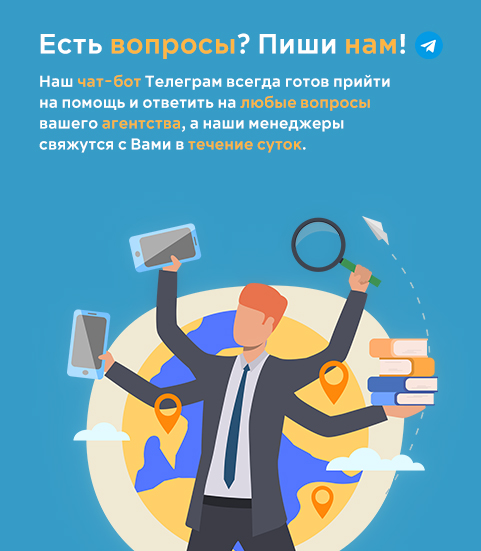 Есть вопросы? Пиши нам!
Наш чат-бот Телеграм всегда готов прийти
на помощь и ответить на любые вопросы
вашего агентства, а наши менеджеры
свяжутся с Вами в течение суток.